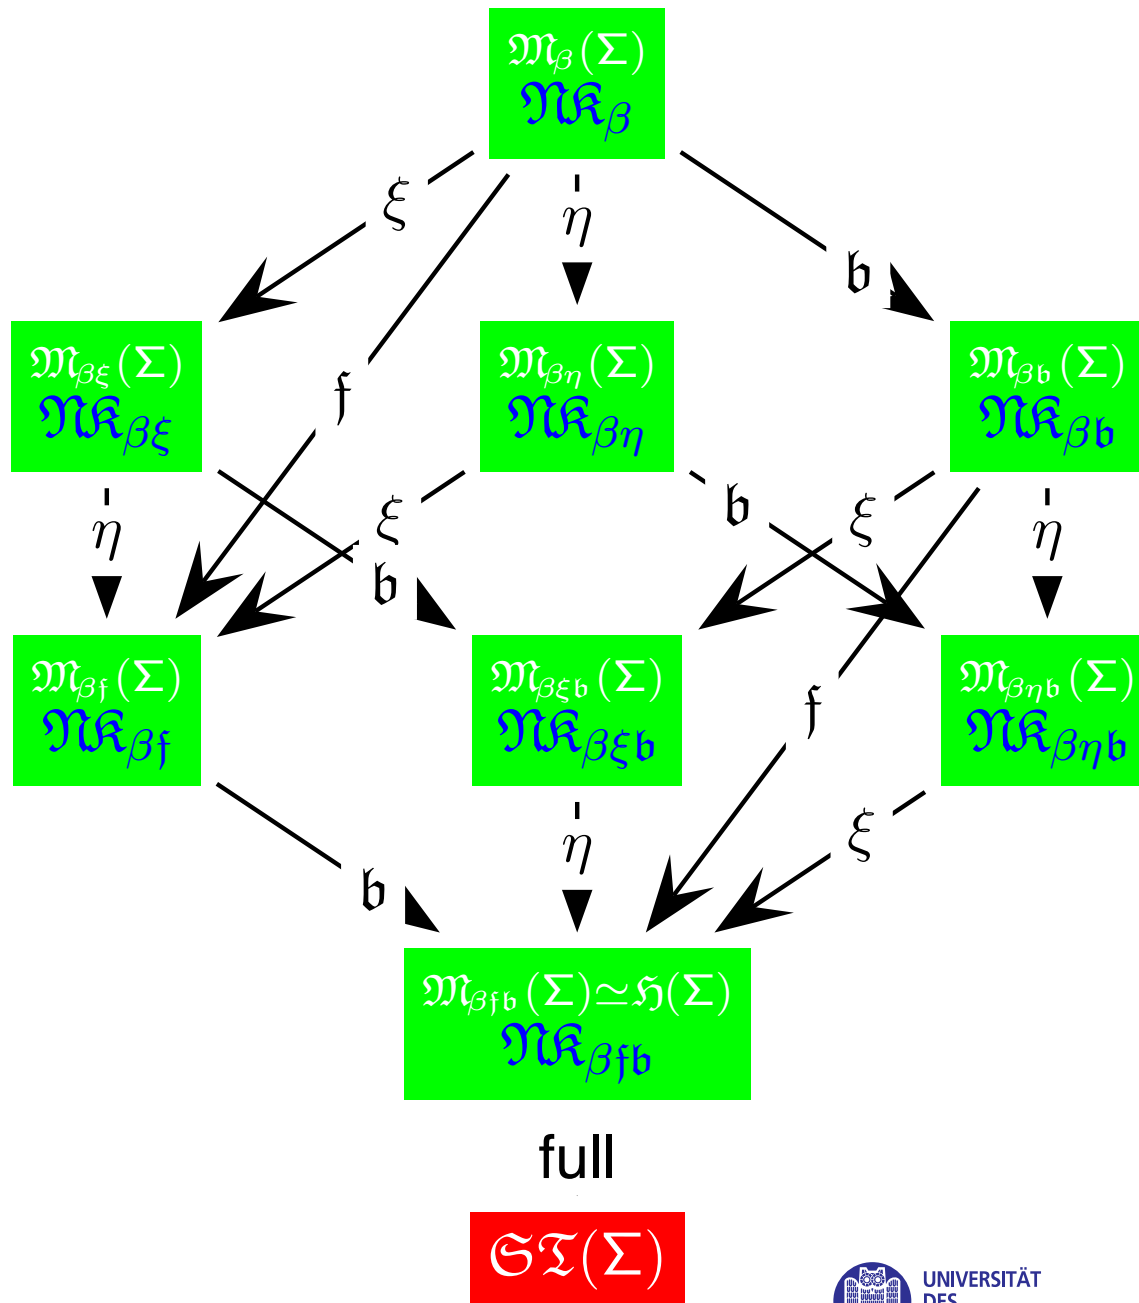 𝔐β(Σ)
𝔑𝔎β
ξ
η
𝔟
𝔐βξ(Σ)
𝔑𝔎βξ
𝔣
𝔐βη(Σ)
𝔑𝔎βη
𝔐β𝔟(Σ)
𝔑𝔎β𝔟
η
ξ
𝔟
𝔟
ξ
η
𝔐β𝔣(Σ)
𝔑𝔎β𝔣
𝔐βξ𝔟(Σ)
𝔑𝔎βξ𝔟
𝔣
𝔐βη𝔟(Σ)
𝔑𝔎βη𝔟
𝔟
η
ξ
𝔐β𝔣𝔟(Σ)≃ℌ(Σ)
𝔑𝔎β𝔣𝔟
full
𝔖𝔗(Σ)
UNIVERSITÄT
DES